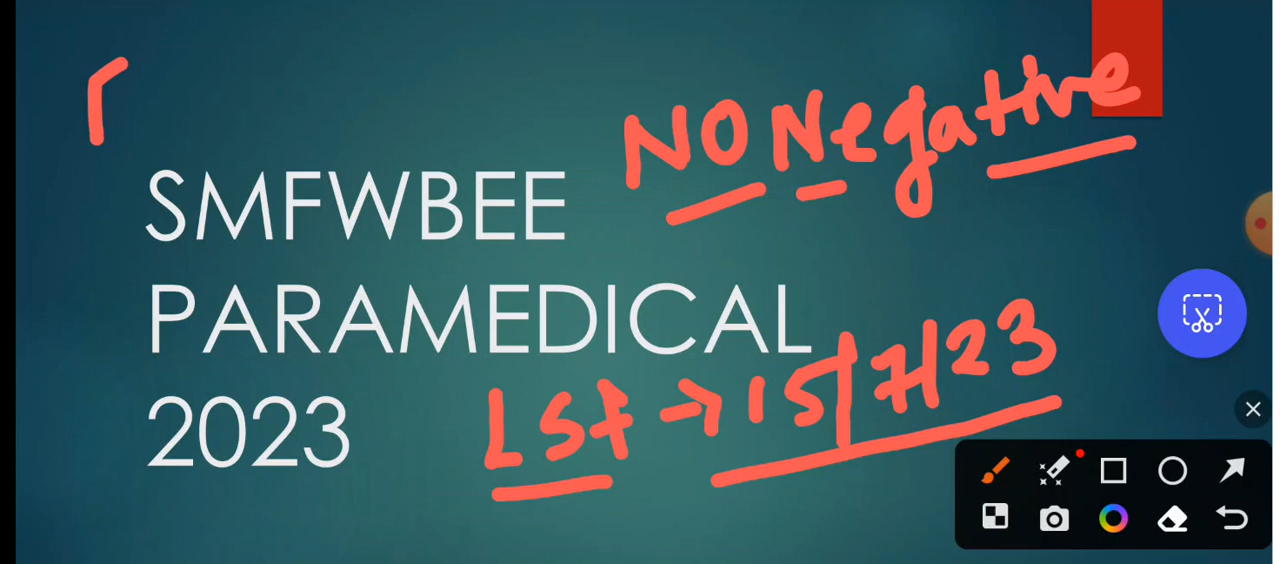 NO Negative
SMFWBEE
PARAMEDICAL
2023
Lst → 15/7/23